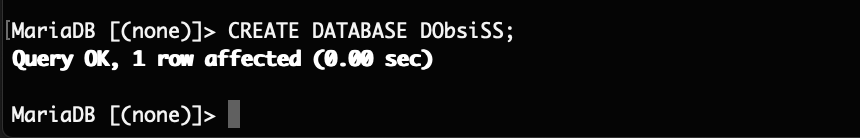 MariaDB [(none)]> CREATE DATABASE DObsiSS;
Query OK, 1 row affected (0.00 sec)
MariaDB [(none)]>